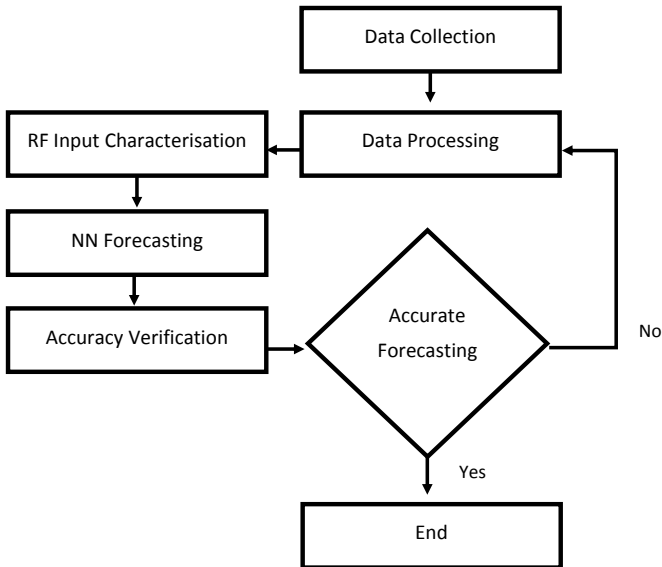 Data Collection
RF Input Characterisation
Data Processing
NN Forecasting
Accuracy Verification
Accurate
Forecasting
No
Yes
End